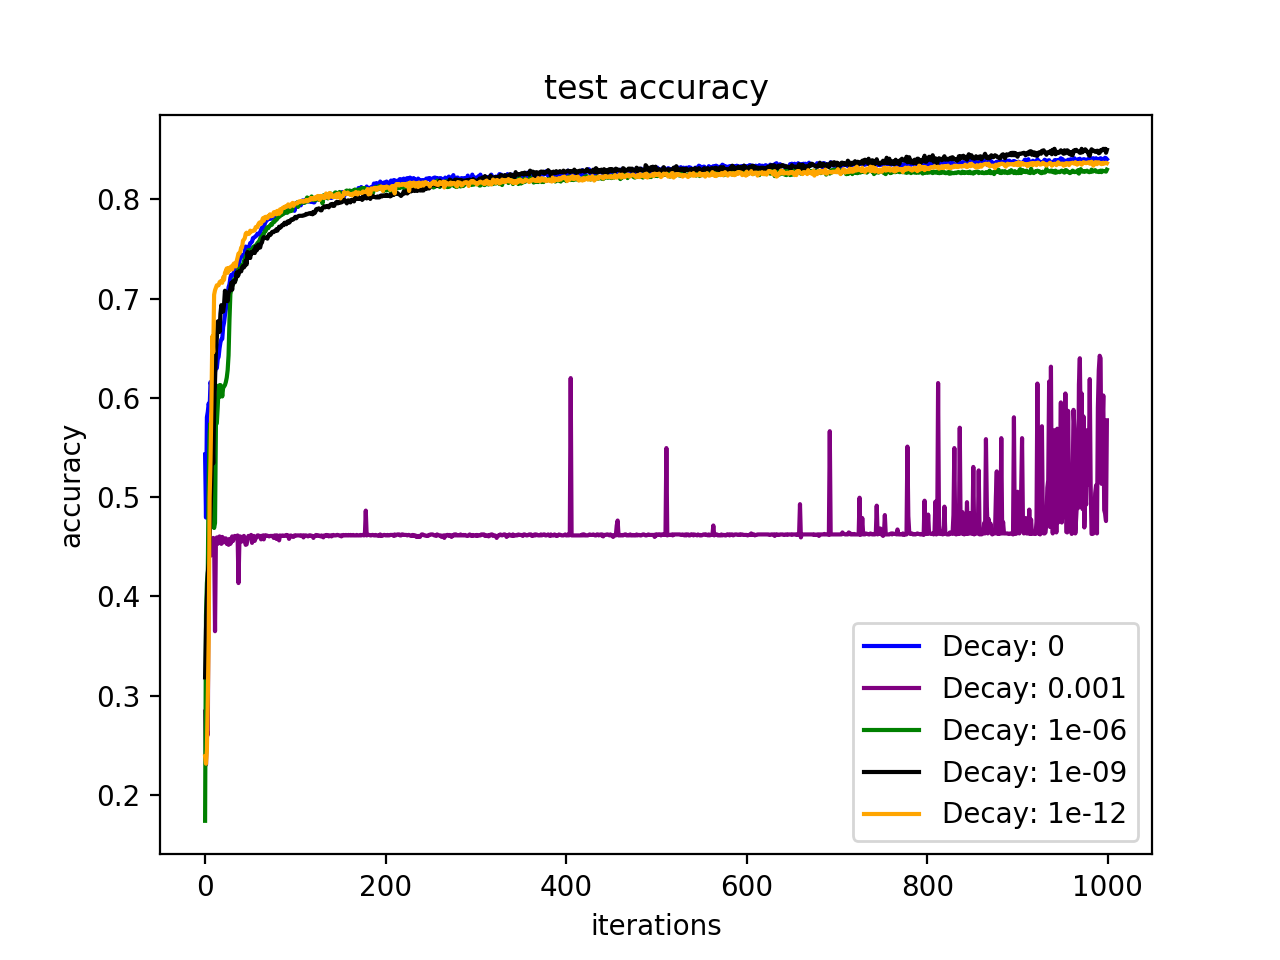 test accuracy
0.8
0.7
0.6
0.5
0.4
0.3
0.2
accuracy
0 200 400 600 800 1000
iterations
Decay: 0
Decay: 0.001
Decay: 1e-06
Decay: 1e-09
Decay: 1e-12